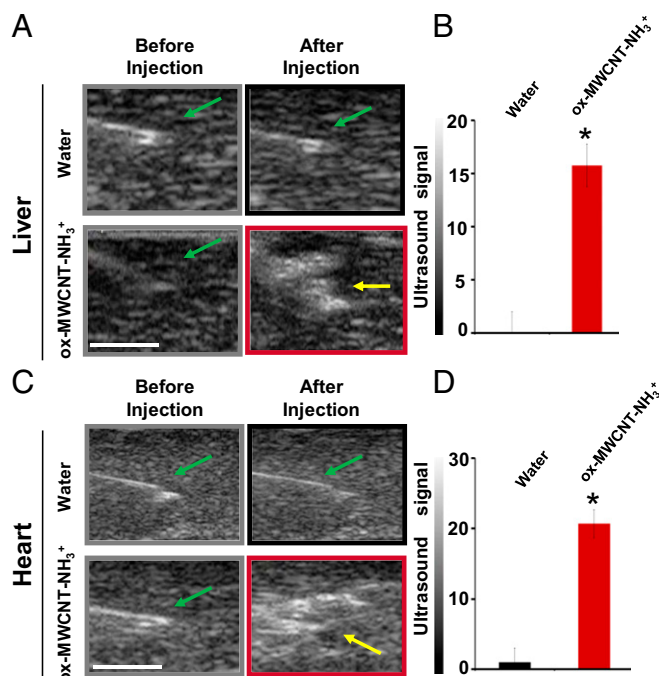 A
Before
Injection
After
Injection
Liver
Water
ox-MWCNT-NH₃⁺
B
Water
ox-MWCNT-NH₃⁺
Ultrasound signal
20
15
10
5
0
*
C
Before
Injection
After
Injection
Heart
Water
ox-MWCNT-NH₃⁺
D
Water
ox-MWCNT-NH₃⁺
Ultrasound signal
30
20
10
0
*